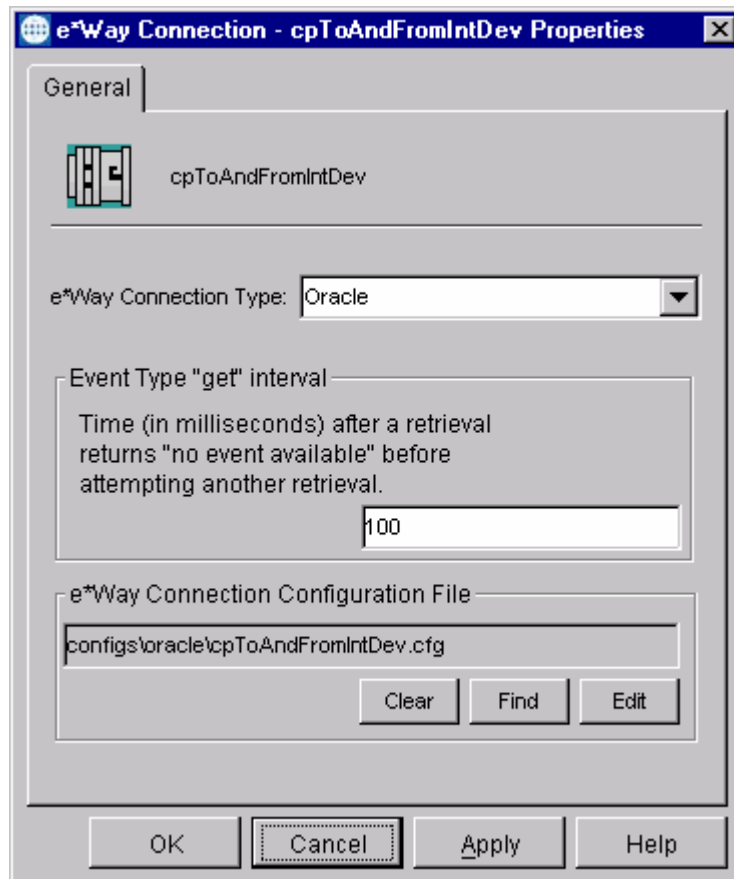 e*Way Connection - cpToAndFromIntDev Properties
General
cpToAndFromIntDev
e*Way Connection Type: Oracle
Event Type "get" interval
Time (in milliseconds) after a retrieval
returns "no event available" before
attempting another retrieval.
100
e*Way Connection Configuration File
configs\oracle\cpToAndFromIntDev.cfg
Clear Find Edit
OK Cancel Apply Help